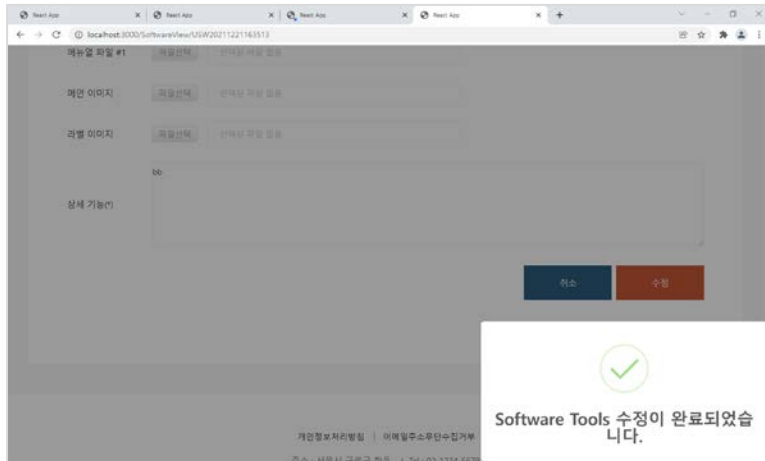 React App
React App
React App
React App
localhost:3000/SoftwareView/USW20211221163513
메뉴얼 파일 #1
파일선택 선택된 파일 없음
메인 이미지
파일선택 선택된 파일 없음
라벨 이미지
파일선택 선택된 파일 없음
상세 기능(*)
bb
취소
수정
Software Tools 수정이 완료되었습
니다.
개인정보처리방침 | 이메일주소무단수집거부